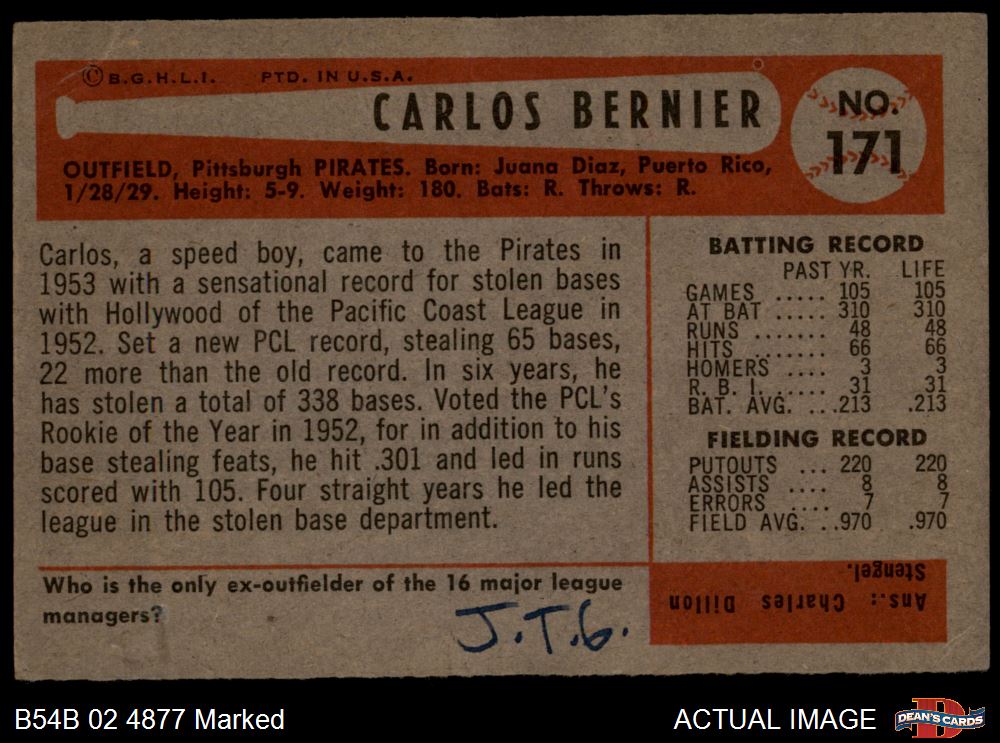 ©B.G.H.L.I. PTD. IN U.S.A.
CARLOS BERNIER
NO.
171
OUTFIELD, Pittsburgh PIRATES. Born: Juana Diaz, Puerto Rico,
1/28/29. Height: 5-9. Weight: 180. Bats: R. Throws: R.
Carlos, a speed boy, came to the Pirates in
1953 with a sensational record for stolen bases
with Hollywood of the Pacific Coast League in
1952. Set a new PCL record, stealing 65 bases,
22 more than the old record. In six years, he
has stolen a total of 338 bases. Voted the PCL's
Rookie of the Year in 1952, for in addition to his
base stealing feats, he hit .301 and led in runs
scored with 105. Four straight years he led the
league in the stolen base department.
BATTING RECORD
PAST YR. LIFE
GAMES ..... 105 105
AT BAT ..... 310 310
RUNS ....... 48 48
HITS ....... 66 66
HOMERS .... 3 3
R. B. I. ..... 31 31
BAT. AVG. ...213 .213
FIELDING RECORD
PUTOUTS ... 220 220
ASSISTS .... 8 8
ERRORS .... 7 7
FIELD AVG. ..970 .970
Who is the only ex-outfielder of the 16 major league
managers?
J.T.G.
Ans.: Charles Dillon
Stengel.
B54B 02 4877 Marked
ACTUAL IMAGE
D
DEAN'S CARDS